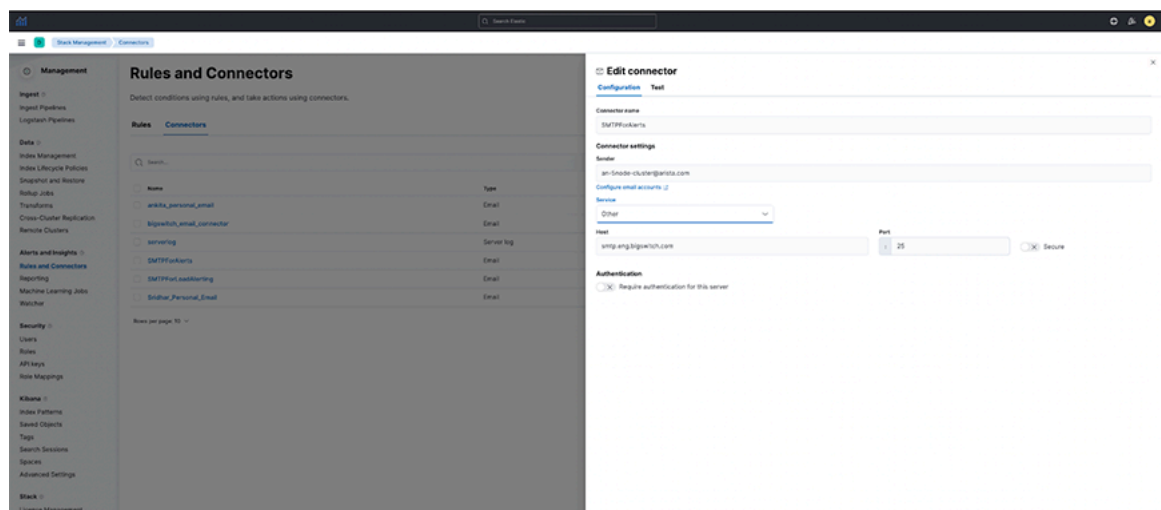 Search Elastic
Stack Management
Connectors
Management
Ingest
Ingest Pipelines
Logstash Pipelines
Data
Index Management
Index Lifecycle Policies
Snapshot and Restore
Rollup Jobs
Transforms
Cross-Cluster Replication
Remote Clusters
Alerts and Insights
Rules and Connectors
Reporting
Machine Learning Jobs
Watcher
Security
Users
Roles
API keys
Role Mappings
Kibana
Index Patterns
Saved Objects
Tags
Search Sessions
Spaces
Advanced Settings
Stack
License Management
Rules and Connectors
Detect conditions using rules, and take actions using connectors.
Rules Connectors
Search...
Name Type
ankita_personal_email Email
bigswitch_email_connector Email
serverlog Server log
SMTPForAlerts Email
SMTPForLeadAlerting Email
Sridhar_Personal_Email Email
Rows per page: 10
Edit connector
Configuration Test
Connector name
SMTPForAlerts
Connector settings
Sender
an-5node-cluster@arista.com
Configure email accounts
Service
Other
Host Port
smtp.eng.bigswitch.com 25 Secure
Authentication
Require authentication for this server